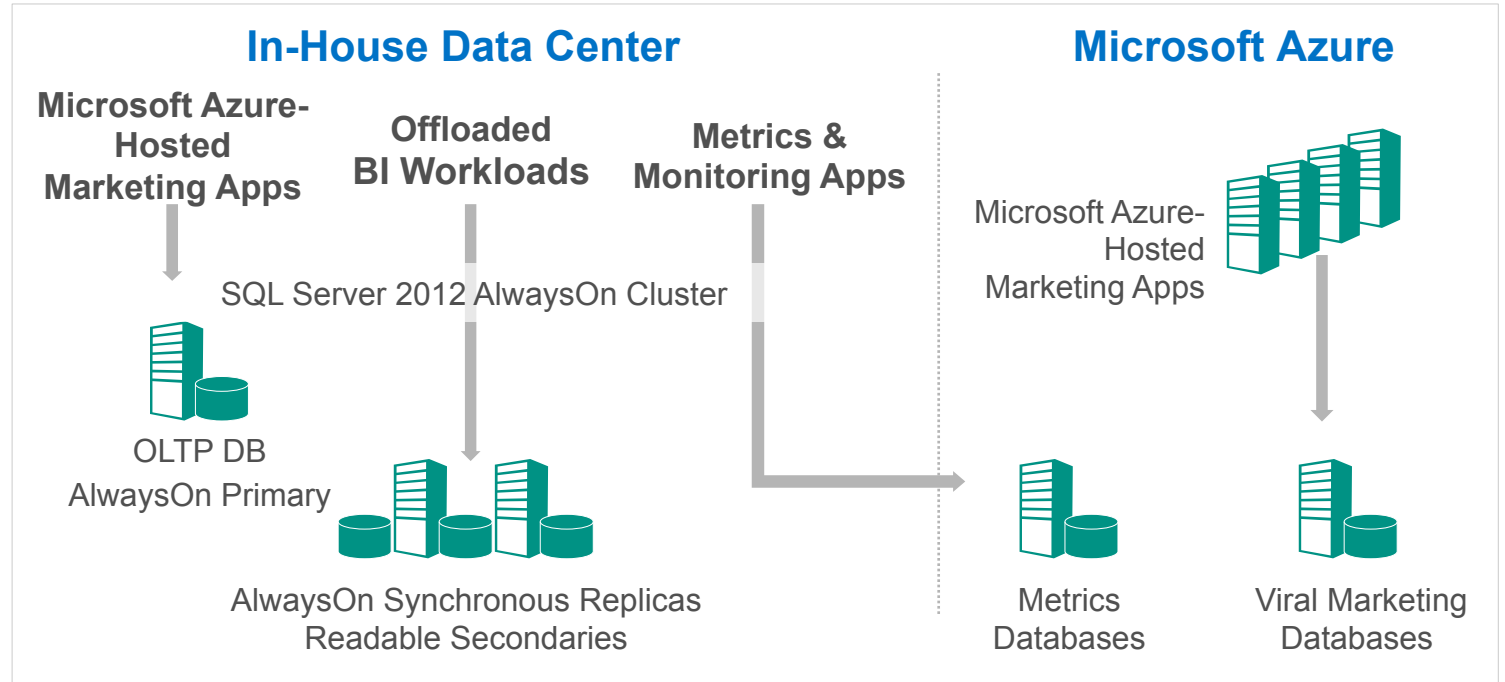 In-House Data Center
Microsoft Azure
Microsoft Azure-
Hosted
Marketing Apps
Offloaded
BI Workloads
Metrics &
Monitoring Apps
Microsoft Azure-
Hosted
Marketing Apps
SQL Server 2012 AlwaysOn Cluster
OLTP DB
AlwaysOn Primary
AlwaysOn Synchronous Replicas
Readable Secondaries
Metrics
Databases
Viral Marketing
Databases